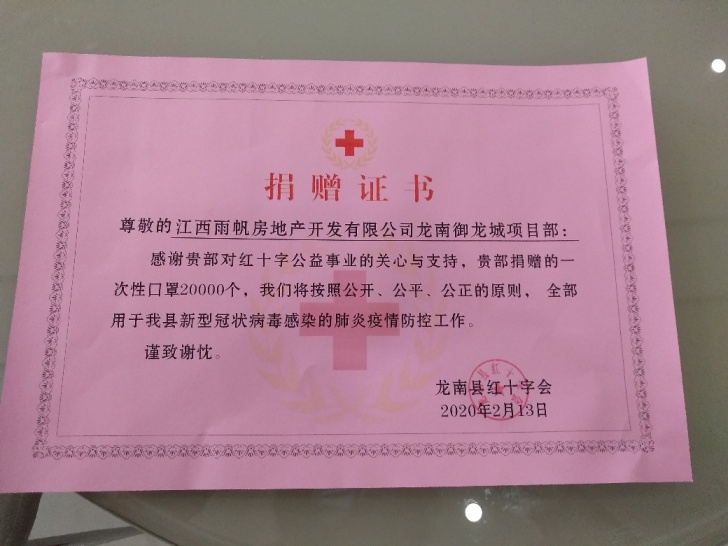 捐赠证书
尊敬的江西雨帆房地产开发有限公司龙南御龙城项目部：
感谢贵部对红十字公益事业的关心与支持，贵部捐赠的一
次性口罩20000个，我们将按照公开、公平、公正的原则， 全部
用于我县新型冠状病毒感染的肺炎疫情防控工作。
谨致谢忱。
龙南县红十字会
2020年2月13日